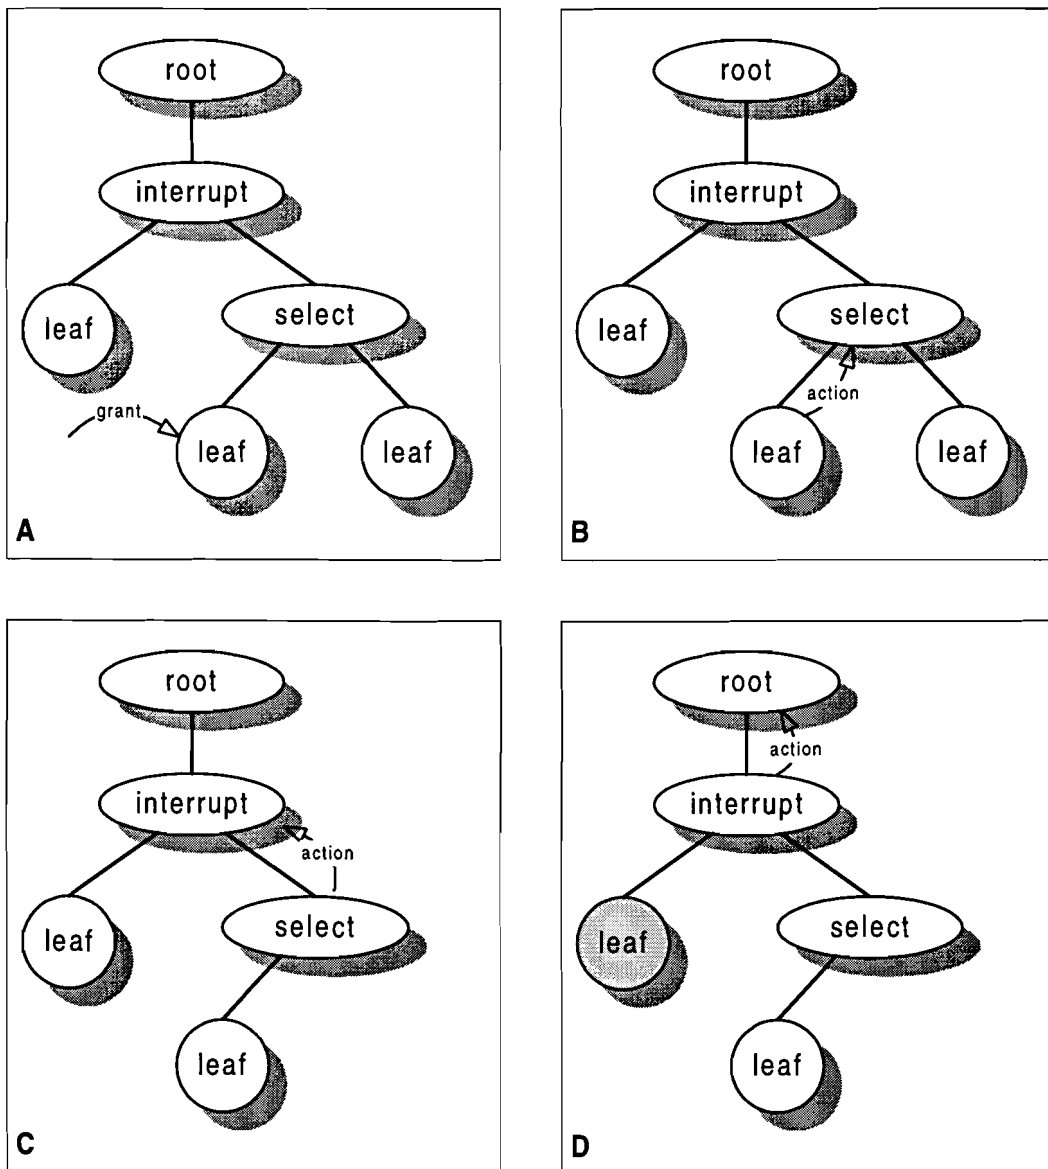 root
interrupt
leaf
select
grant
leaf
leaf
A
root
interrupt
leaf
select
action
leaf
leaf
B
root
interrupt
action
leaf
select
leaf
C
root
action
interrupt
leaf
select
leaf
D